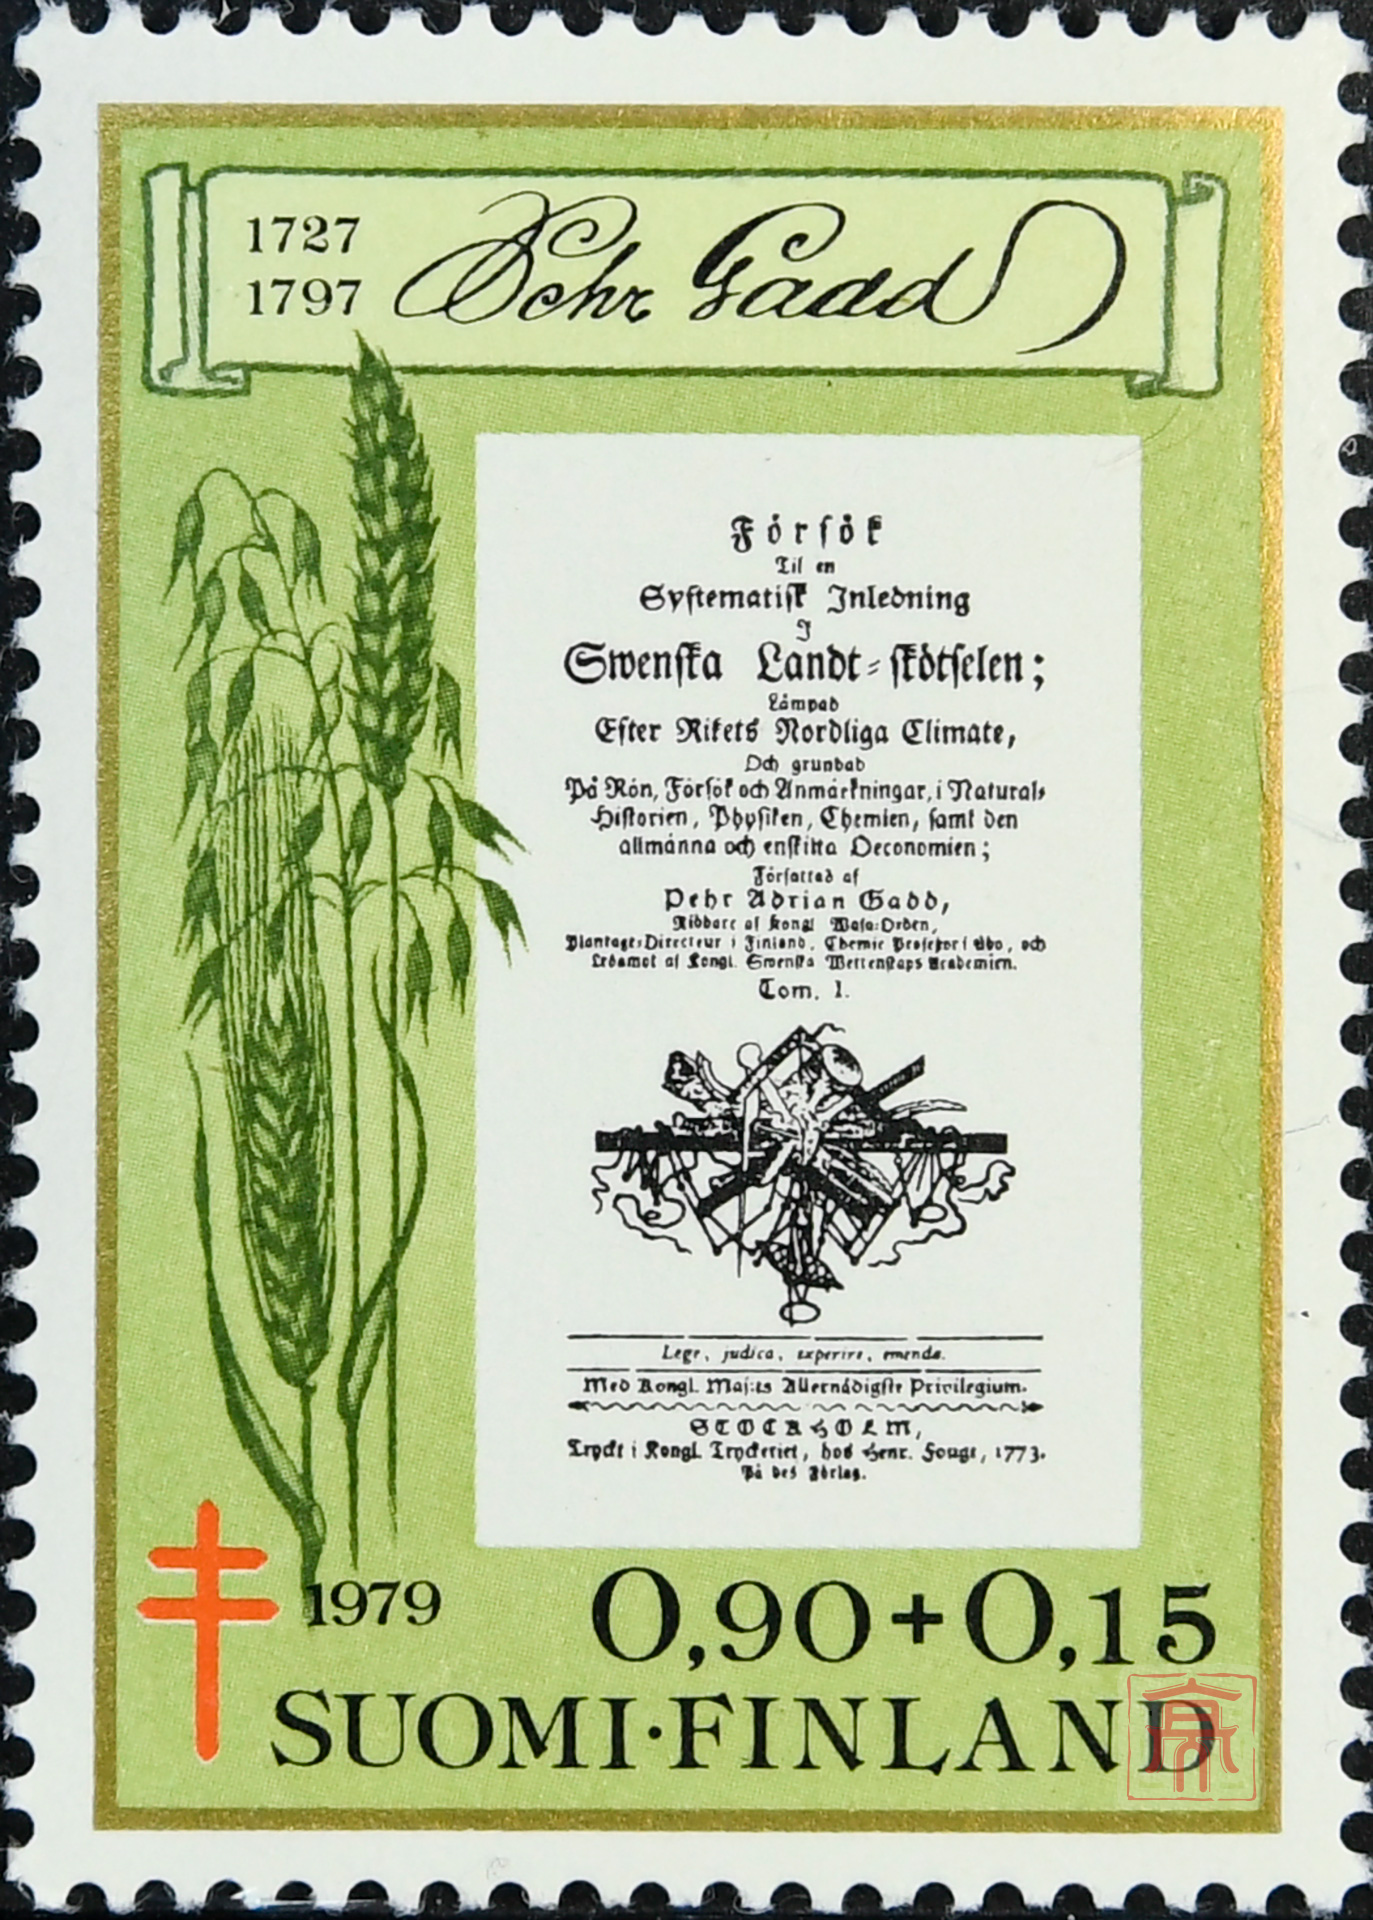 1727
1797
Pehr Gadd
Försök
Til en
Systematisk Inledning
I
Swenska Landt-skötselen;
Lämpad
Efter Rikets Nordliga Climate,
Och grundad
På Rön, Försök och Anmärkningar, i Natural-
Historien, Physiken, Chemien, samt den
allmänna och enskilta Oeconomien;
Författad af
Pehr Adrian Gadd,
Riddare af Kongl Wasa-Orden,
Plantage-Directeur i Finland, Chemie Professor i Åbo, och
Ledamot af Kongl. Swenska Wettenskaps Academien.
Tom. I.
Lege, judica, experire, emenda.
Med Kongl. Maj:ts Allernådigste Privilegium.
STOCKHOLM,
Tryckt i Kongl. Tryckeriet, hos Henr. Fougt, 1773.
På des Förlag.
1979
0,90+0,15
SUOMI·FINLAND